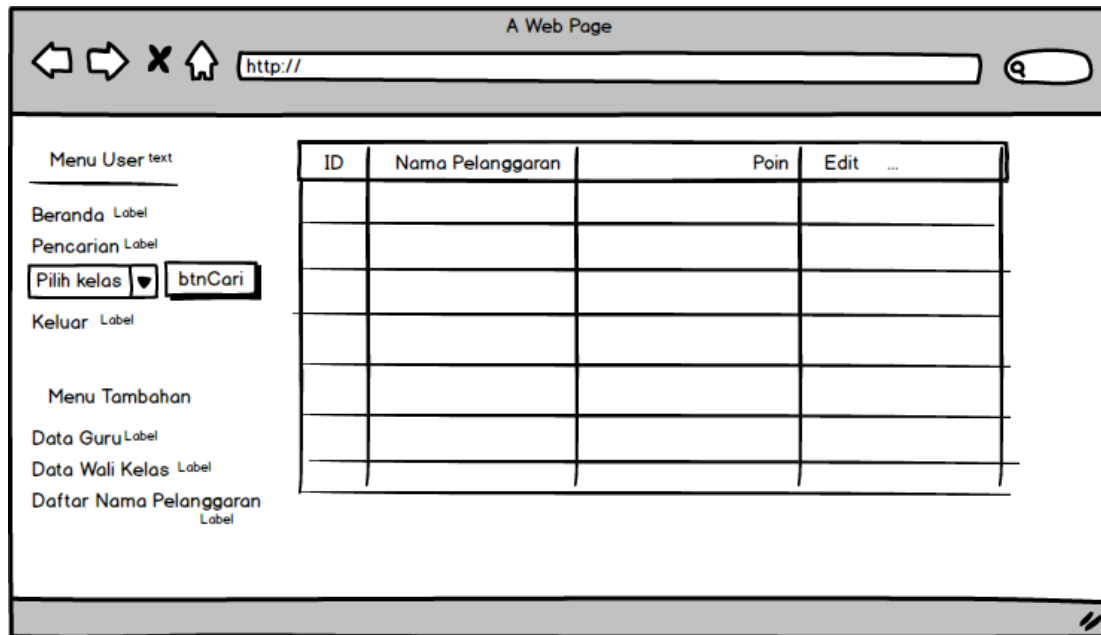 A Web Page
http://
Menu User text
Beranda Label
Pencarian Label
Pilih kelas btnCari
Keluar Label
Menu Tambahan
Data Guru Label
Data Wali Kelas Label
Daftar Nama Pelanggaran
Label
ID Nama Pelanggaran Poin Edit ...